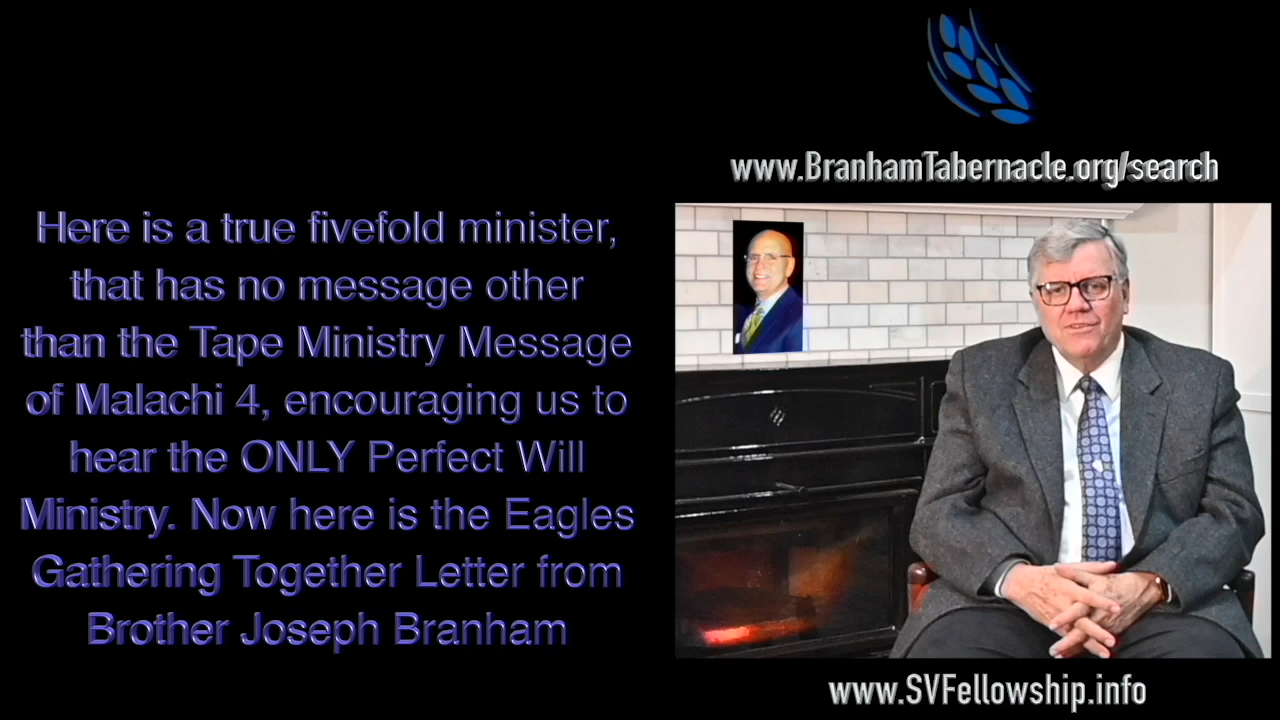 www.BranhamTabernacle.org/search
Here is a true fivefold minister,
that has no message other
than the Tape Ministry Message
of Malachi 4, encouraging us to
hear the ONLY Perfect Will
Ministry. Now here is the Eagles
Gathering Together Letter from
Brother Joseph Branham
www.SVFellowship.info